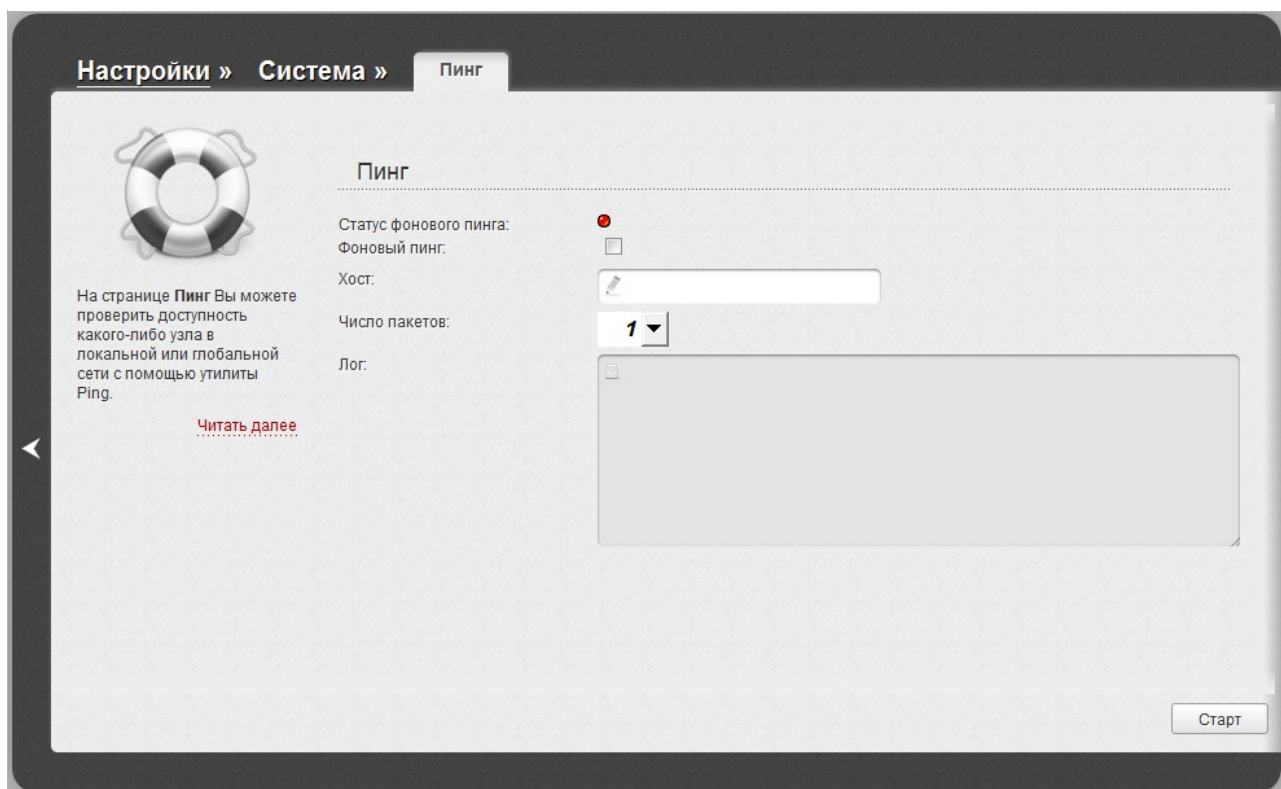 Настройки » Система » Пинг
Пинг
Статус фонового пинга:
Фоновый пинг:
Хост:
Число пакетов: 1
Лог:
На странице Пинг Вы можете
проверить доступность
какого-либо узла в
локальной или глобальной
сети с помощью утилиты
Ping.
Читать далее
Старт